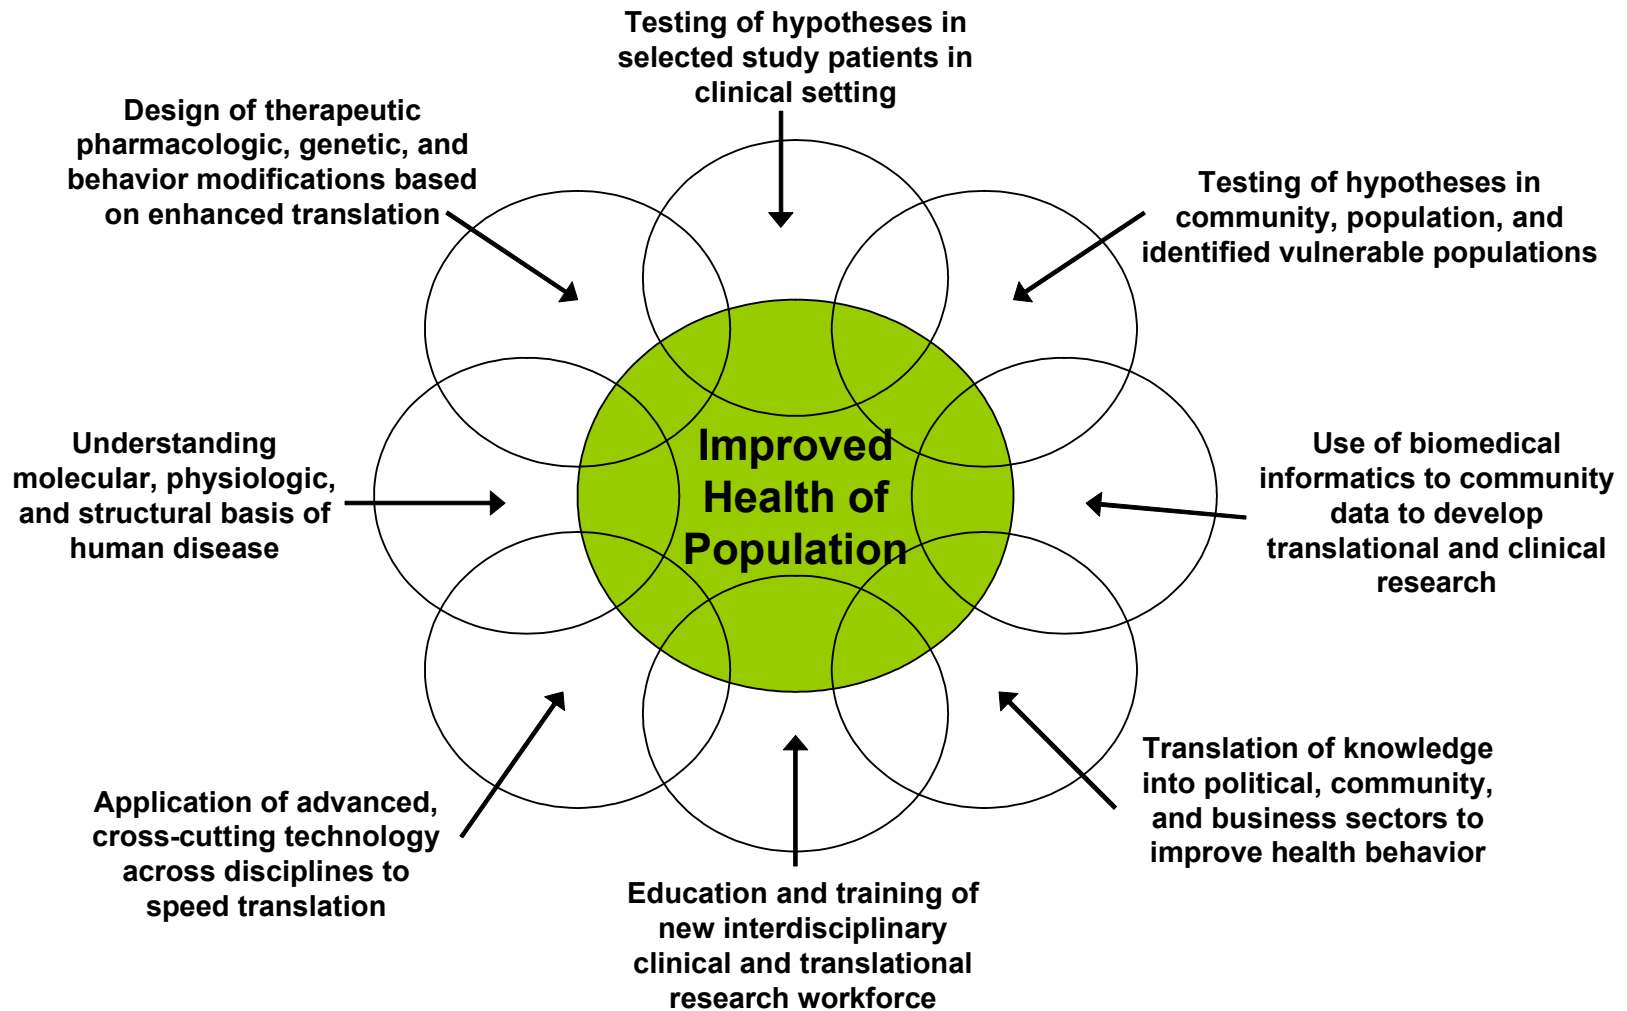 Testing of hypotheses in
selected study patients in
clinical setting
Design of therapeutic
pharmacologic, genetic, and
behavior modifications based
on enhanced translation
Testing of hypotheses in
community, population, and
identified vulnerable populations
Understanding
molecular, physiologic,
and structural basis of
human disease
Improved
Health of
Population
Use of biomedical
informatics to community
data to develop
translational and clinical
research
Application of advanced,
cross-cutting technology
across disciplines to
speed translation
Education and training of
new interdisciplinary
clinical and translational
research workforce
Translation of knowledge
into political, community,
and business sectors to
improve health behavior